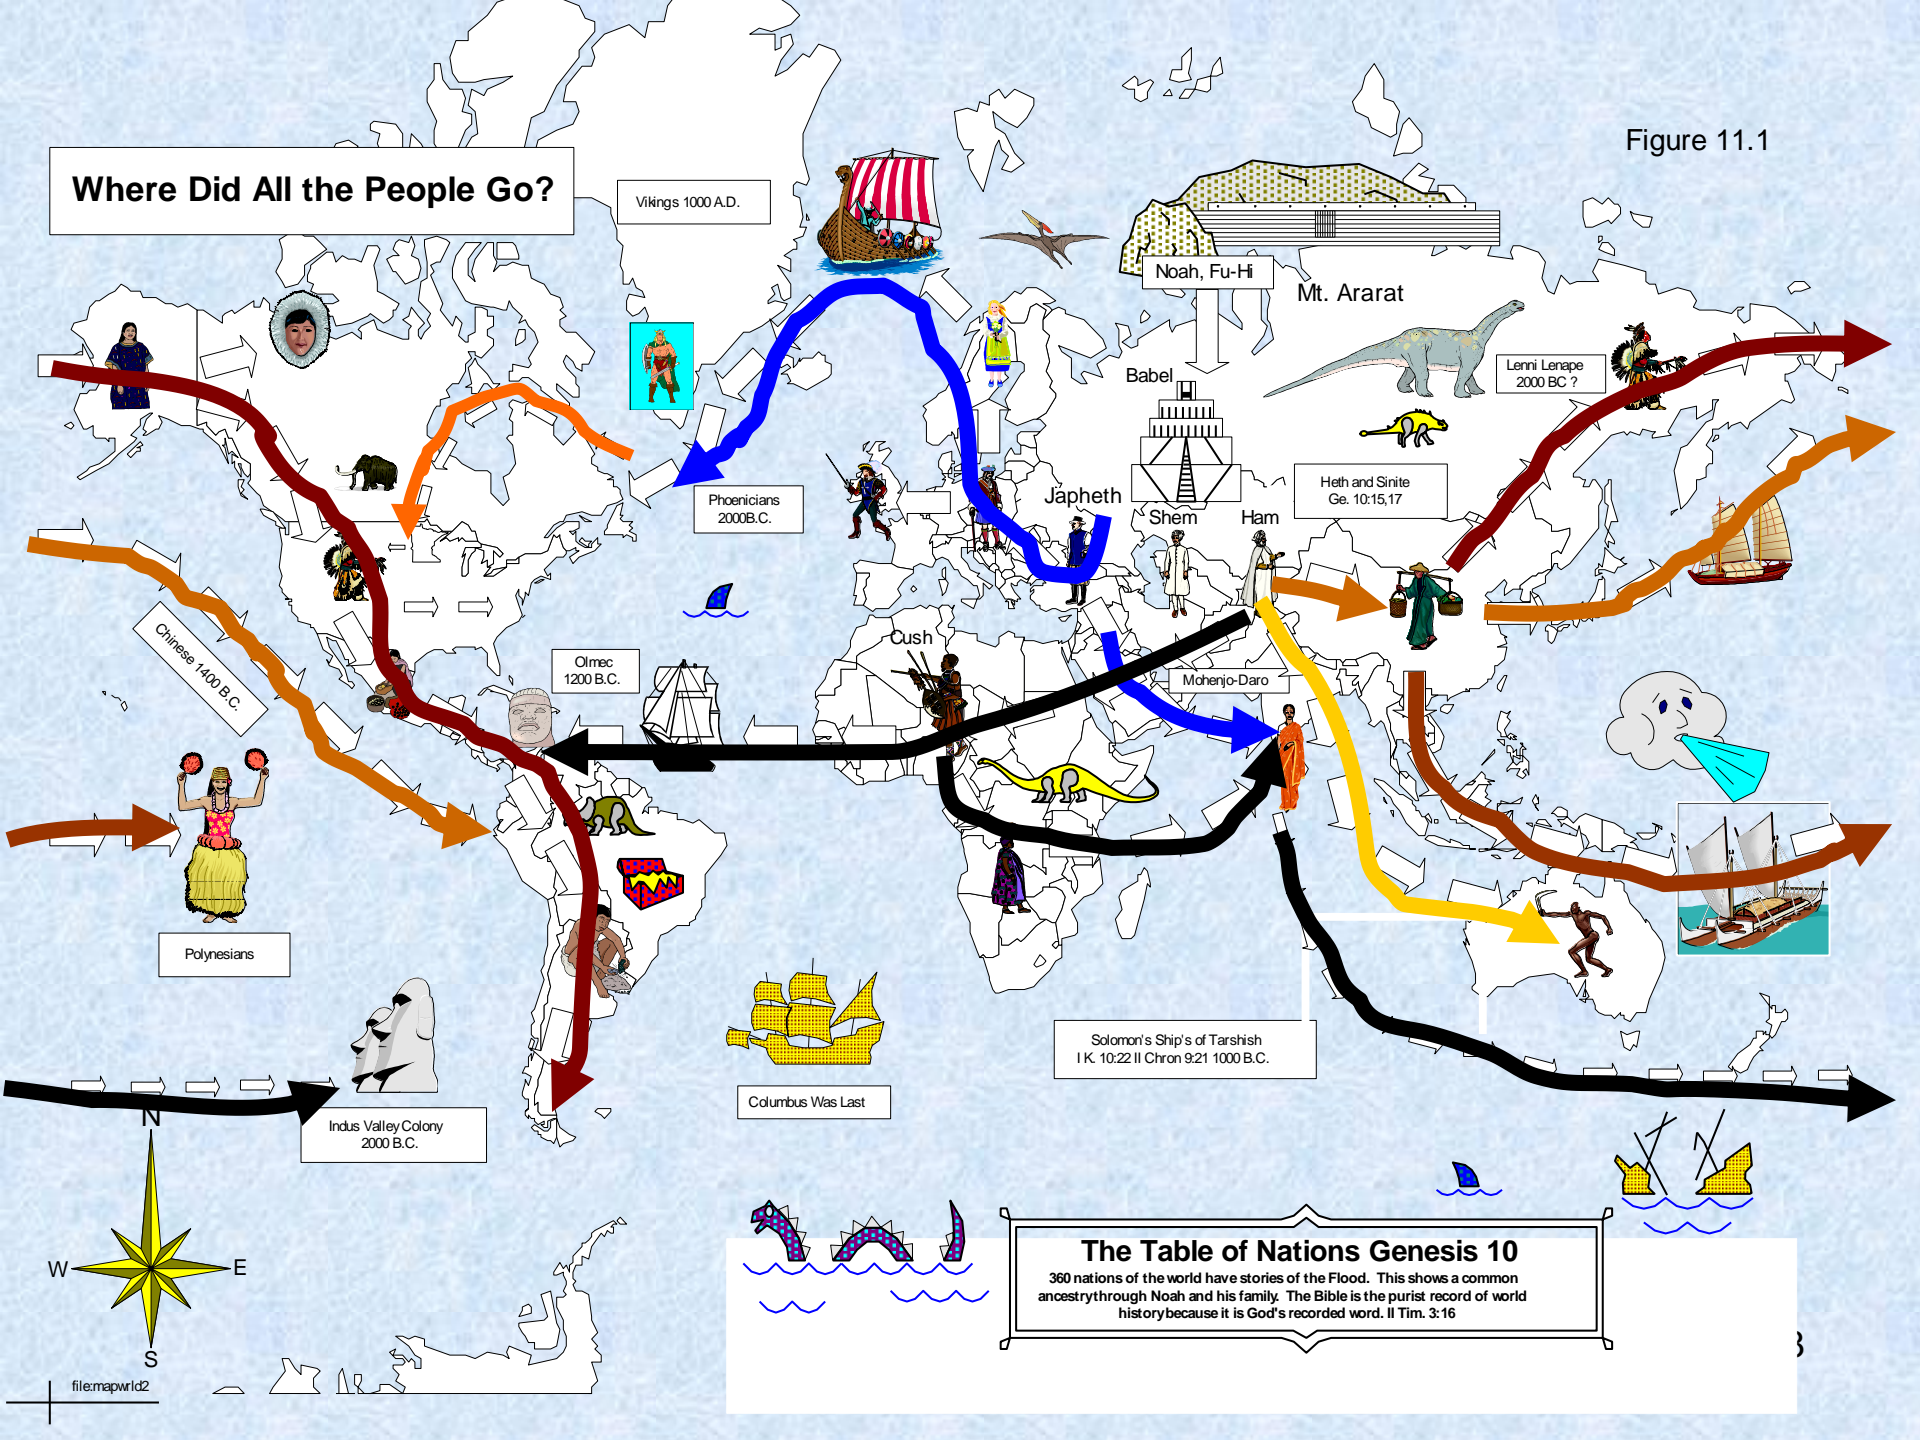 Figure 11.1
Where Did All the People Go?
Vikings 1000 A.D.
Noah, Fu-Hi
Mt. Ararat
Babel
Lenni Lenape
2000 BC ?
Heth and Sinite
Ge. 10:15,17
Phoenicians
2000B.C.
Japheth
Shem
Ham
Chinese 1400 B.C.
Cush
Olmec
1200 B.C.
Mohenjo-Daro
Polynesians
Solomon's Ship's of Tarshish
I K. 10:22 II Chron 9:21 1000 B.C.
Columbus Was Last
Indus Valley Colony
2000 B.C.
N
W
E
S
The Table of Nations Genesis 10
360 nations of the world have stories of the Flood. This shows a common
ancestry through Noah and his family. The Bible is the purist record of world
history because it is God's recorded word. II Tim. 3:16
file:mapwrld2